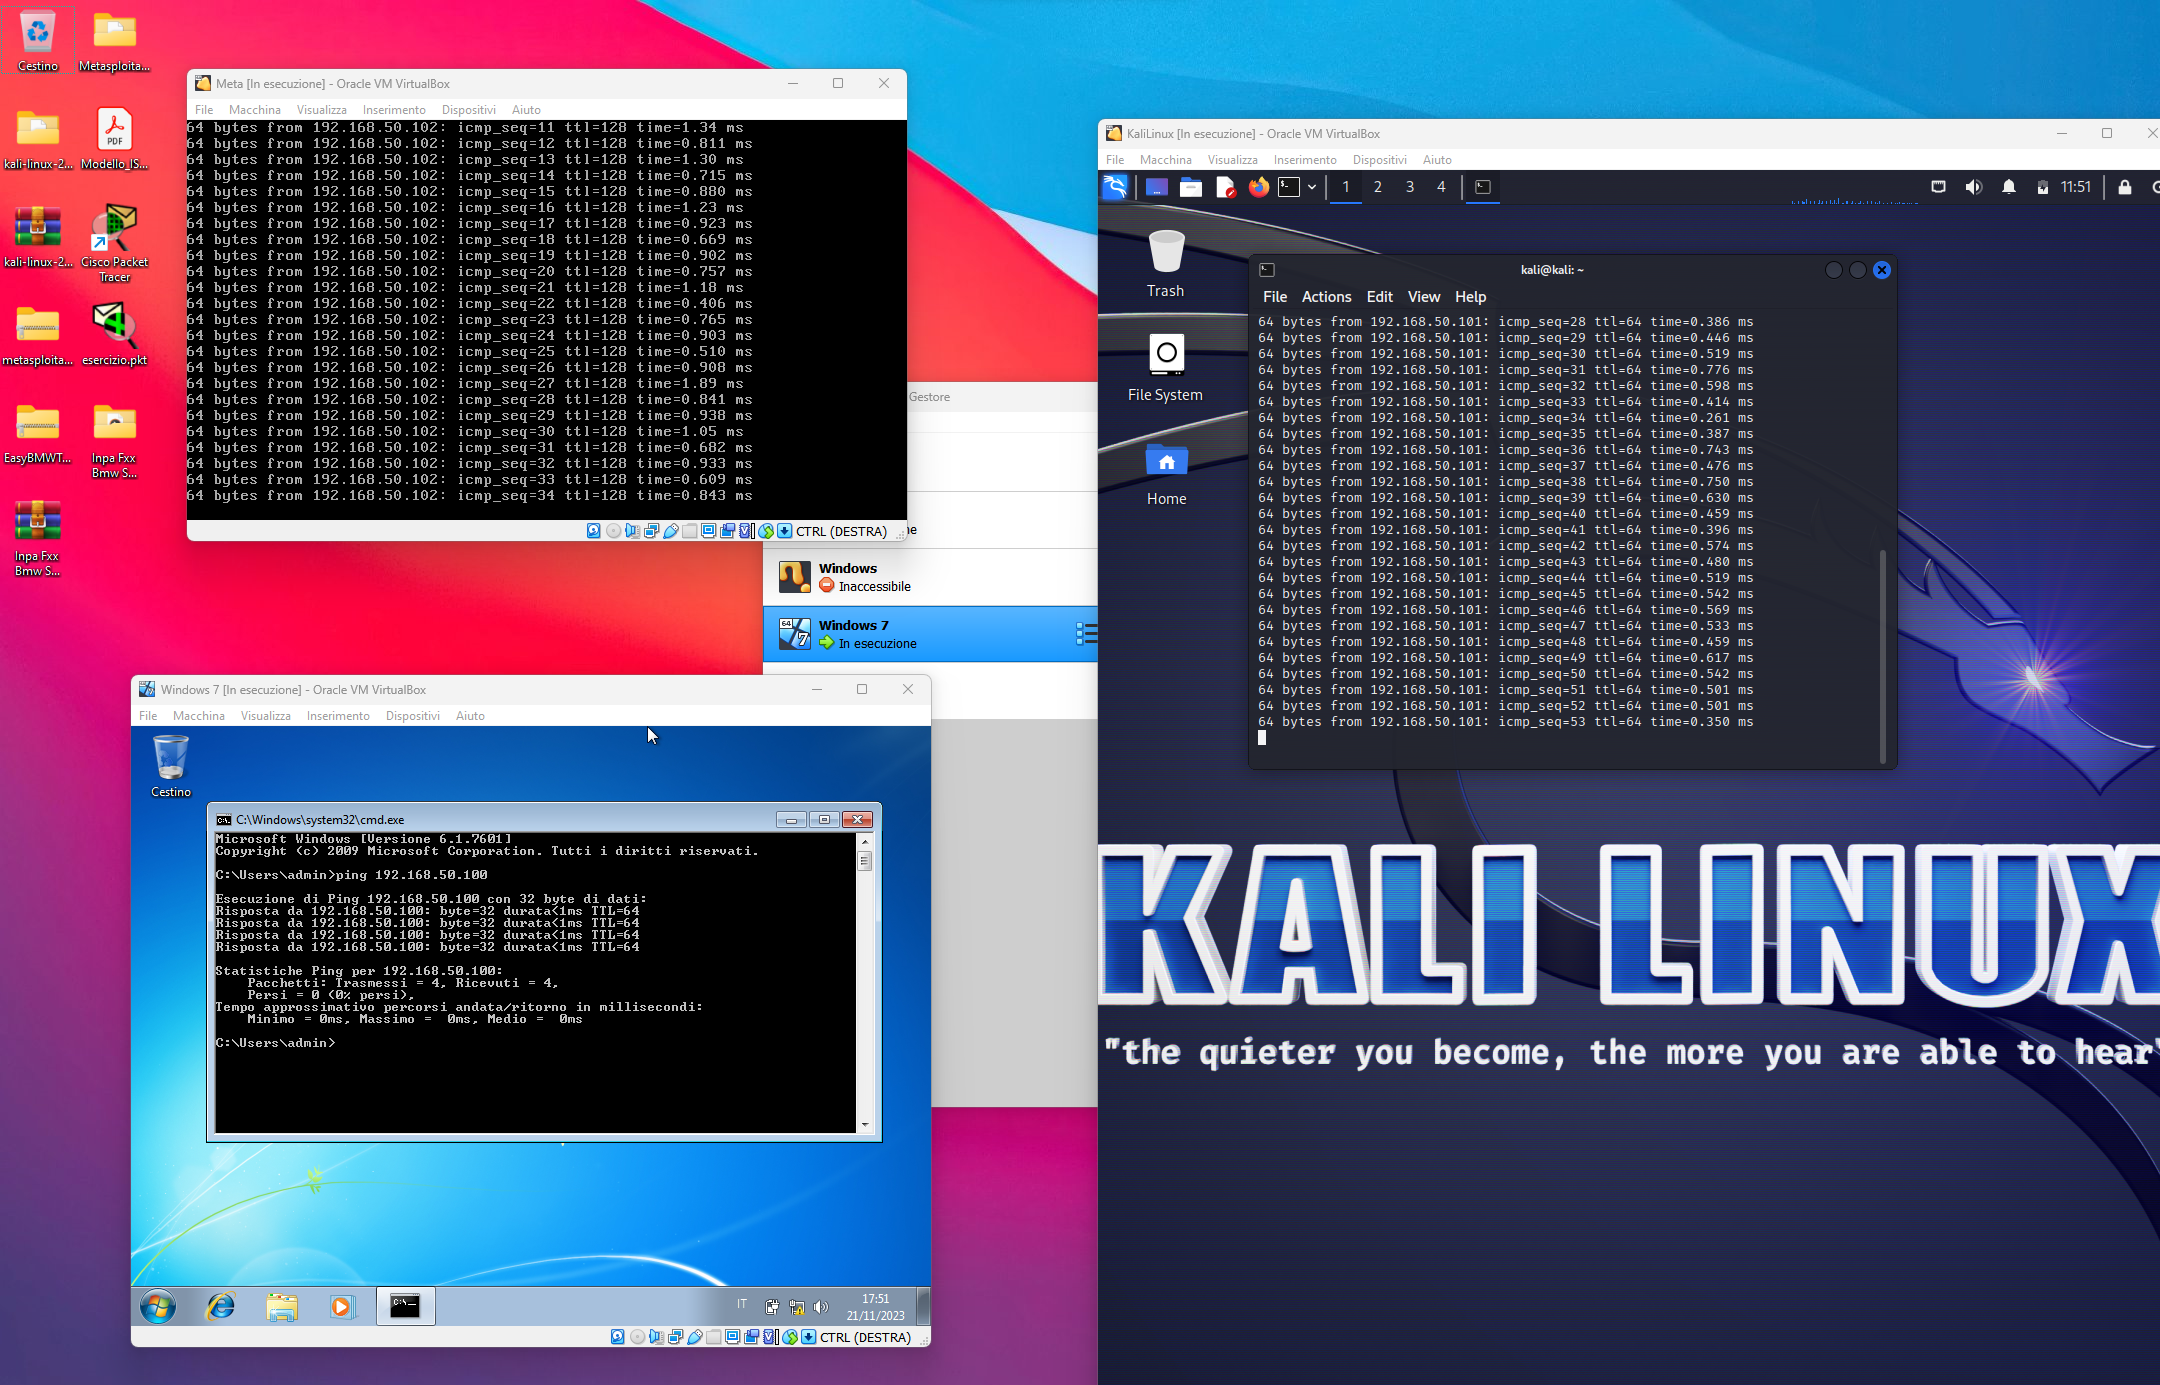 Cestino
Metasploita...
kali-linux-2...
Modello_IS...
kali-linux-2...
Cisco Packet
Tracer
metasploita...
esercizio.pkt
EasyBMWT...
Inpa Fxx
Bmw S...
Inpa Fxx
Bmw S...
Meta [In esecuzione] - Oracle VM VirtualBox
File Macchina Visualizza Inserimento Dispositivi Aiuto
64 bytes from 192.168.50.102: icmp_seq=11 ttl=128 time=1.34 ms
64 bytes from 192.168.50.102: icmp_seq=12 ttl=128 time=0.811 ms
64 bytes from 192.168.50.102: icmp_seq=13 ttl=128 time=1.30 ms
64 bytes from 192.168.50.102: icmp_seq=14 ttl=128 time=0.715 ms
64 bytes from 192.168.50.102: icmp_seq=15 ttl=128 time=0.880 ms
64 bytes from 192.168.50.102: icmp_seq=16 ttl=128 time=1.23 ms
64 bytes from 192.168.50.102: icmp_seq=17 ttl=128 time=0.923 ms
64 bytes from 192.168.50.102: icmp_seq=18 ttl=128 time=0.669 ms
64 bytes from 192.168.50.102: icmp_seq=19 ttl=128 time=0.902 ms
64 bytes from 192.168.50.102: icmp_seq=20 ttl=128 time=0.757 ms
64 bytes from 192.168.50.102: icmp_seq=21 ttl=128 time=1.18 ms
64 bytes from 192.168.50.102: icmp_seq=22 ttl=128 time=0.406 ms
64 bytes from 192.168.50.102: icmp_seq=23 ttl=128 time=0.765 ms
64 bytes from 192.168.50.102: icmp_seq=24 ttl=128 time=0.903 ms
64 bytes from 192.168.50.102: icmp_seq=25 ttl=128 time=0.510 ms
64 bytes from 192.168.50.102: icmp_seq=26 ttl=128 time=0.908 ms
64 bytes from 192.168.50.102: icmp_seq=27 ttl=128 time=1.89 ms
64 bytes from 192.168.50.102: icmp_seq=28 ttl=128 time=0.841 ms
64 bytes from 192.168.50.102: icmp_seq=29 ttl=128 time=0.938 ms
64 bytes from 192.168.50.102: icmp_seq=30 ttl=128 time=1.05 ms
64 bytes from 192.168.50.102: icmp_seq=31 ttl=128 time=0.682 ms
64 bytes from 192.168.50.102: icmp_seq=32 ttl=128 time=0.933 ms
64 bytes from 192.168.50.102: icmp_seq=33 ttl=128 time=0.609 ms
64 bytes from 192.168.50.102: icmp_seq=34 ttl=128 time=0.843 ms
CTRL (DESTRA)
Gestore
ne
Windows
Inaccessibile
64
7
Windows 7
In esecuzione
Windows 7 [In esecuzione] - Oracle VM VirtualBox
File Macchina Visualizza Inserimento Dispositivi Aiuto
Cestino
C:\Windows\system32\cmd.exe
Microsoft Windows [Versione 6.1.7601]
Copyright (c) 2009 Microsoft Corporation. Tutti i diritti riservati.
C:\Users\admin>ping 192.168.50.100
Esecuzione di Ping 192.168.50.100 con 32 byte di dati:
Risposta da 192.168.50.100: byte=32 durata<1ms TTL=64
Risposta da 192.168.50.100: byte=32 durata<1ms TTL=64
Risposta da 192.168.50.100: byte=32 durata<1ms TTL=64
Risposta da 192.168.50.100: byte=32 durata<1ms TTL=64
Statistiche Ping per 192.168.50.100:
Pacchetti: Trasmessi = 4, Ricevuti = 4,
Persi = 0 (0% persi),
Tempo approssimativo percorsi andata/ritorno in millisecondi:
Minimo = 0ms, Massimo = 0ms, Medio = 0ms
C:\Users\admin>
IT
17:51
21/11/2023
CTRL (DESTRA)
KaliLinux [In esecuzione] - Oracle VM VirtualBox
File Macchina Visualizza Inserimento Dispositivi Aiuto
1 2 3 4
11:51
Trash
File System
Home
kali@kali: ~
File Actions Edit View Help
64 bytes from 192.168.50.101: icmp_seq=28 ttl=64 time=0.386 ms
64 bytes from 192.168.50.101: icmp_seq=29 ttl=64 time=0.446 ms
64 bytes from 192.168.50.101: icmp_seq=30 ttl=64 time=0.519 ms
64 bytes from 192.168.50.101: icmp_seq=31 ttl=64 time=0.776 ms
64 bytes from 192.168.50.101: icmp_seq=32 ttl=64 time=0.598 ms
64 bytes from 192.168.50.101: icmp_seq=33 ttl=64 time=0.414 ms
64 bytes from 192.168.50.101: icmp_seq=34 ttl=64 time=0.261 ms
64 bytes from 192.168.50.101: icmp_seq=35 ttl=64 time=0.387 ms
64 bytes from 192.168.50.101: icmp_seq=36 ttl=64 time=0.743 ms
64 bytes from 192.168.50.101: icmp_seq=37 ttl=64 time=0.476 ms
64 bytes from 192.168.50.101: icmp_seq=38 ttl=64 time=0.750 ms
64 bytes from 192.168.50.101: icmp_seq=39 ttl=64 time=0.630 ms
64 bytes from 192.168.50.101: icmp_seq=40 ttl=64 time=0.459 ms
64 bytes from 192.168.50.101: icmp_seq=41 ttl=64 time=0.396 ms
64 bytes from 192.168.50.101: icmp_seq=42 ttl=64 time=0.574 ms
64 bytes from 192.168.50.101: icmp_seq=43 ttl=64 time=0.480 ms
64 bytes from 192.168.50.101: icmp_seq=44 ttl=64 time=0.519 ms
64 bytes from 192.168.50.101: icmp_seq=45 ttl=64 time=0.542 ms
64 bytes from 192.168.50.101: icmp_seq=46 ttl=64 time=0.569 ms
64 bytes from 192.168.50.101: icmp_seq=47 ttl=64 time=0.533 ms
64 bytes from 192.168.50.101: icmp_seq=48 ttl=64 time=0.459 ms
64 bytes from 192.168.50.101: icmp_seq=49 ttl=64 time=0.617 ms
64 bytes from 192.168.50.101: icmp_seq=50 ttl=64 time=0.542 ms
64 bytes from 192.168.50.101: icmp_seq=51 ttl=64 time=0.501 ms
64 bytes from 192.168.50.101: icmp_seq=52 ttl=64 time=0.501 ms
64 bytes from 192.168.50.101: icmp_seq=53 ttl=64 time=0.350 ms
KALI LINUX
"the quieter you become, the more you are able to hear"